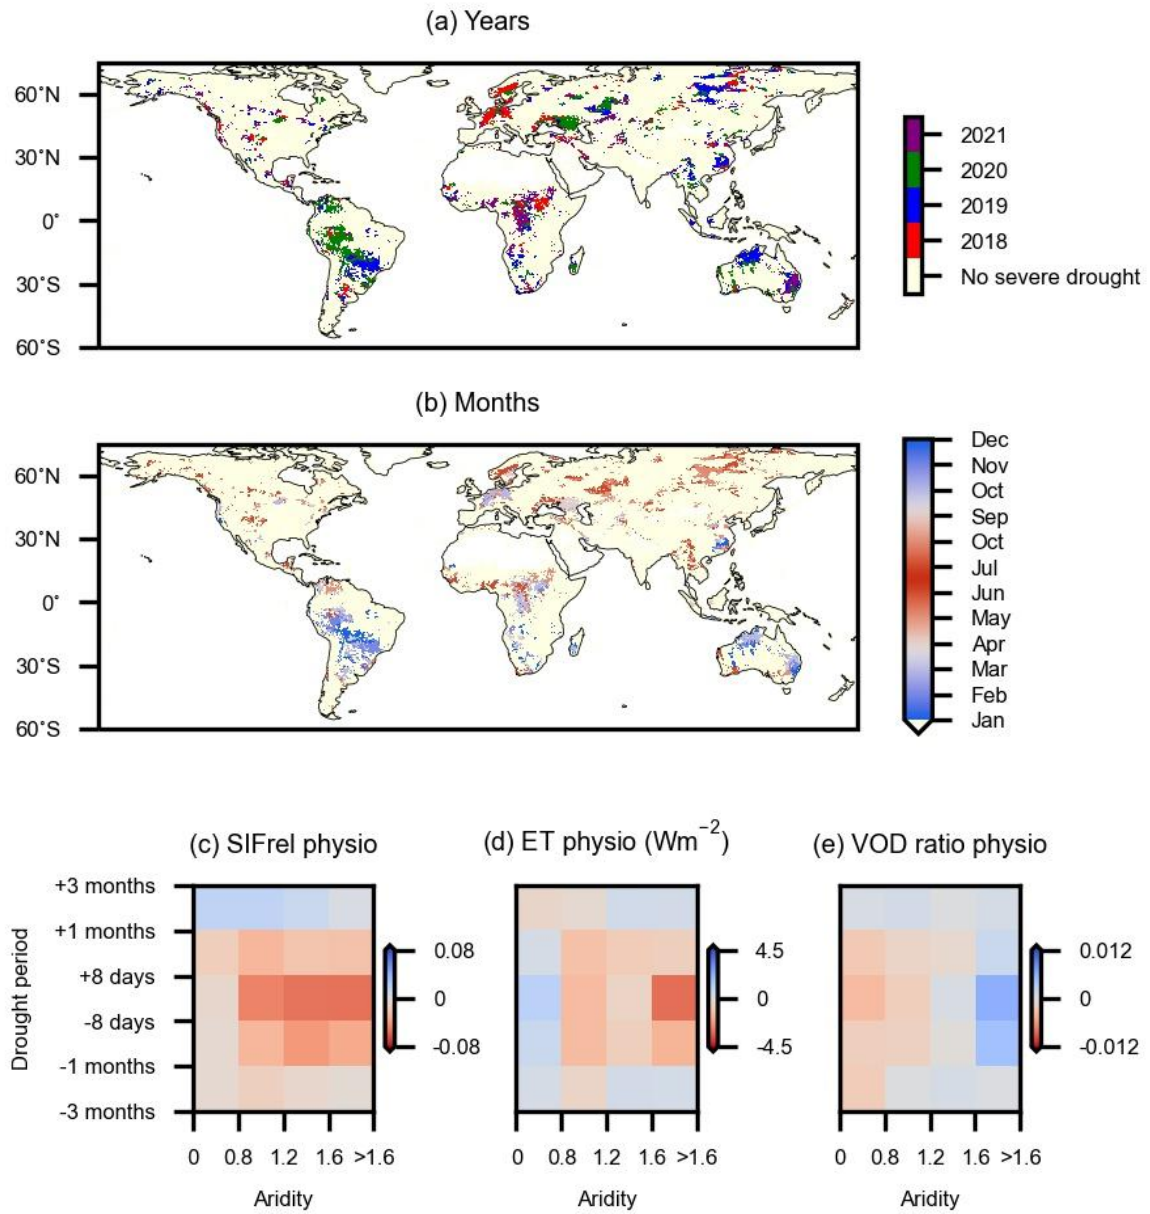 (a) Years
60°N
30°N
0°
30°S
60°S
2021
2020
2019
2018
No severe drought
(b) Months
60°N
30°N
0°
30°S
60°S
Dec
Nov
Oct
Sep
Oct
Jul
Jun
May
Apr
Mar
Feb
Jan
(c) SIFrel physio
(d) ET physio (Wm⁻²)
(e) VOD ratio physio
Drought period
+3 months
+1 months
+8 days
-8 days
-1 months
-3 months
0.08
0
-0.08
4.5
0
-4.5
0.012
0
-0.012
0 0.8 1.2 1.6 >1.6
0 0.8 1.2 1.6 >1.6
0 0.8 1.2 1.6 >1.6
Aridity
Aridity
Aridity